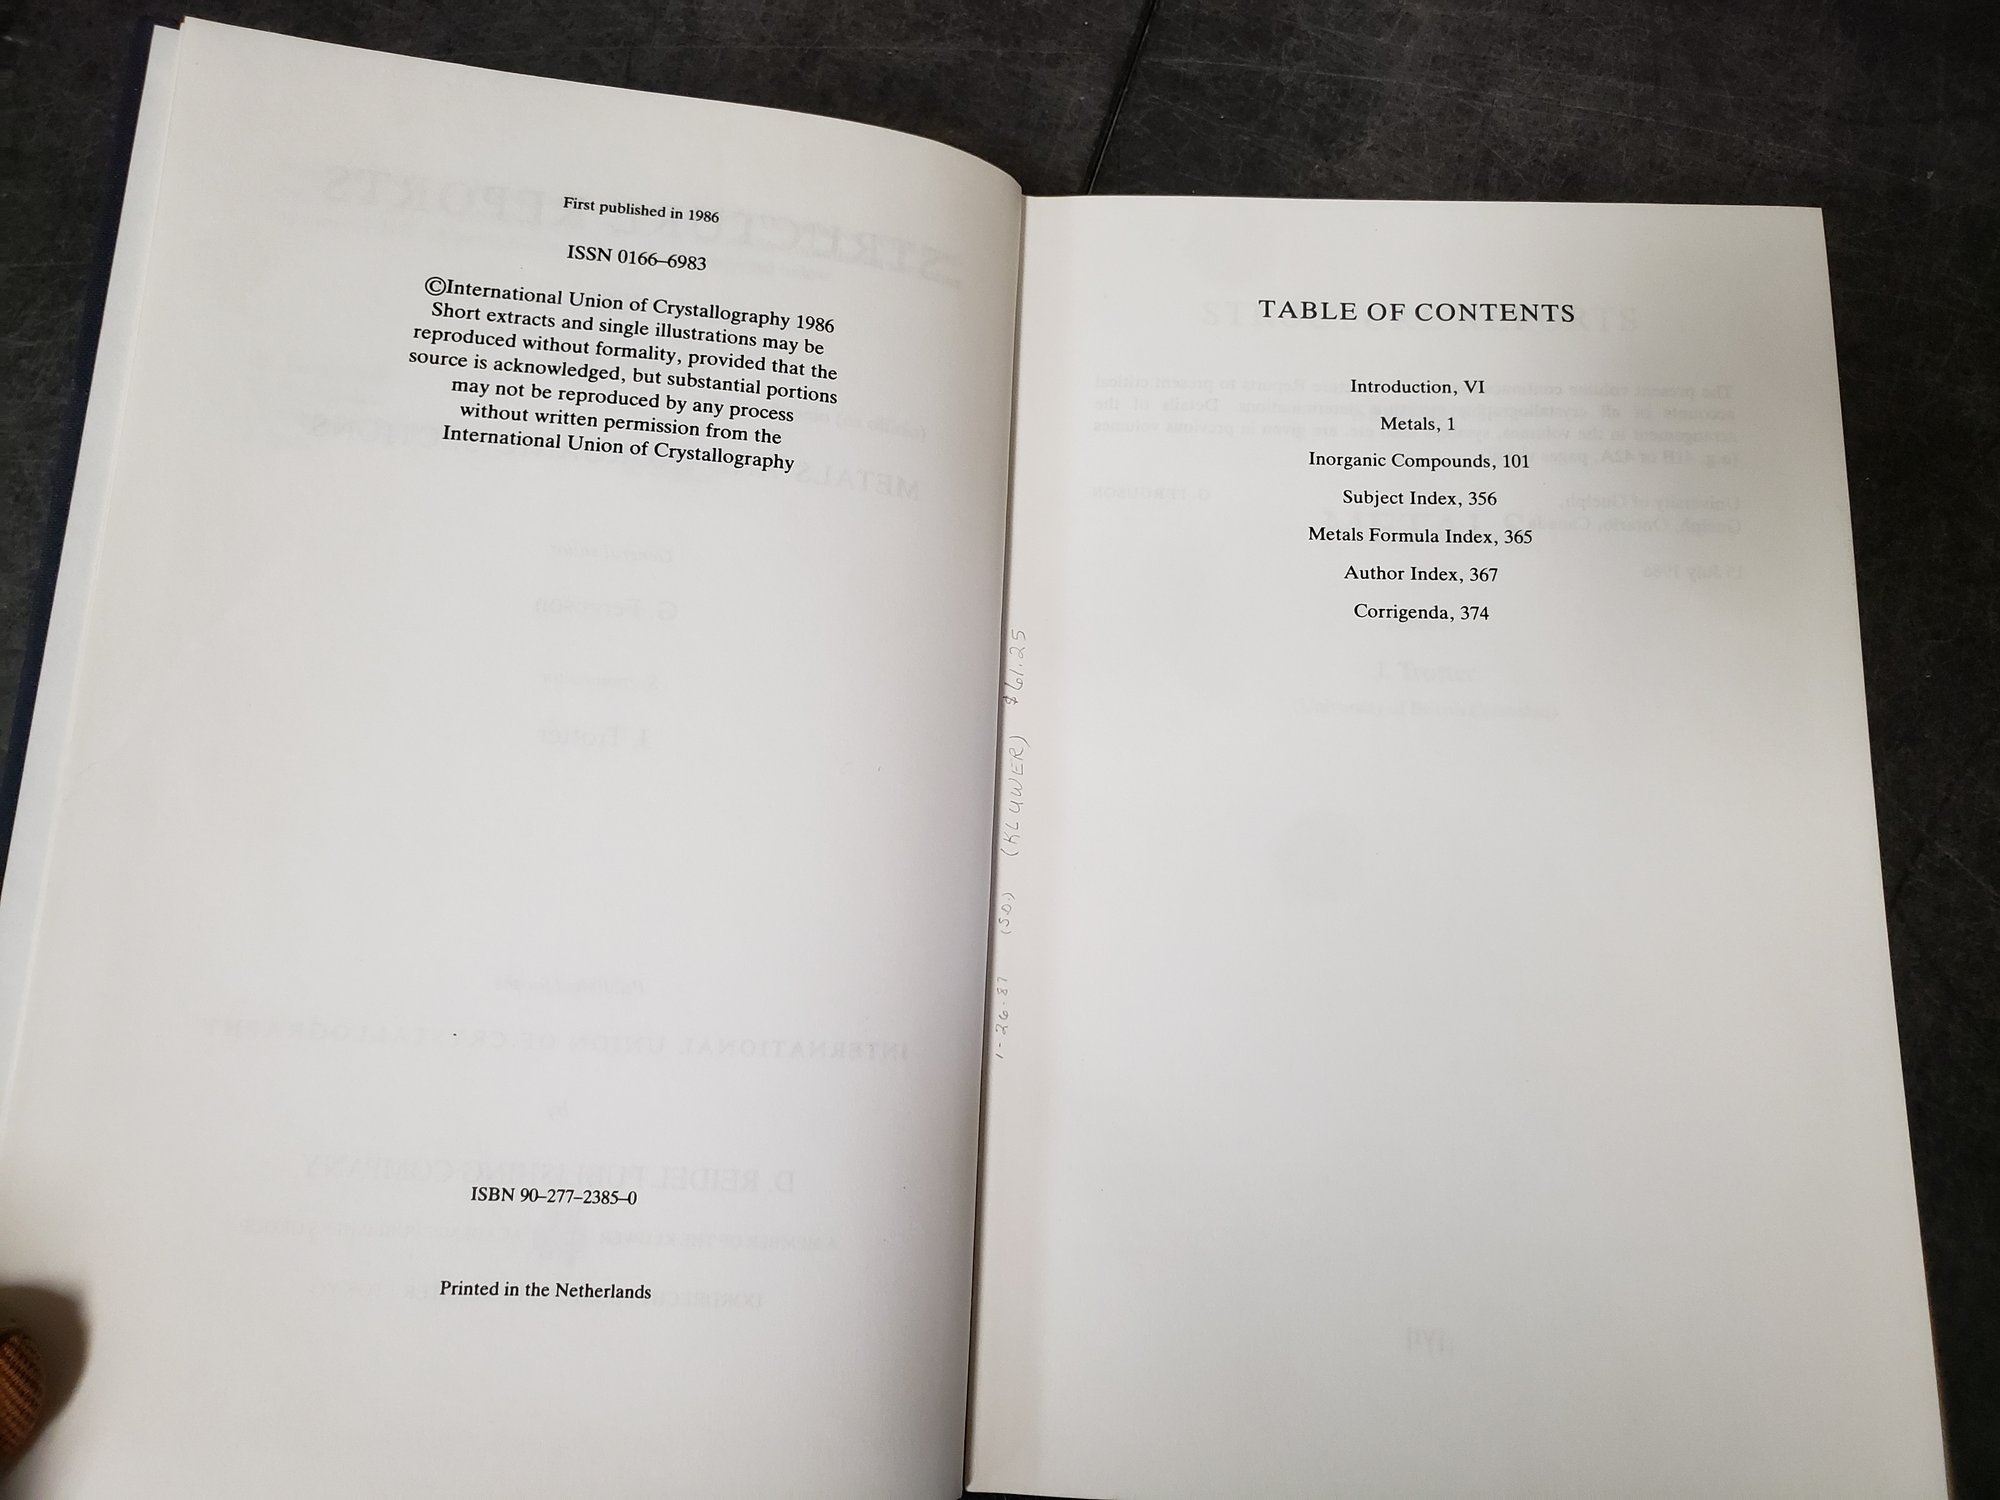 First published in 1986
ISSN 0166–6983
©International Union of Crystallography 1986
Short extracts and single illustrations may be
reproduced without formality, provided that the
source is acknowledged, but substantial portions
may not be reproduced by any process
without written permission from the
International Union of Crystallography
ISBN 90–277–2385–0
Printed in the Netherlands
1-26-87 (S.O.) (KLUWER) $61.25
TABLE OF CONTENTS
Introduction, VI
Metals, 1
Inorganic Compounds, 101
Subject Index, 356
Metals Formula Index, 365
Author Index, 367
Corrigenda, 374